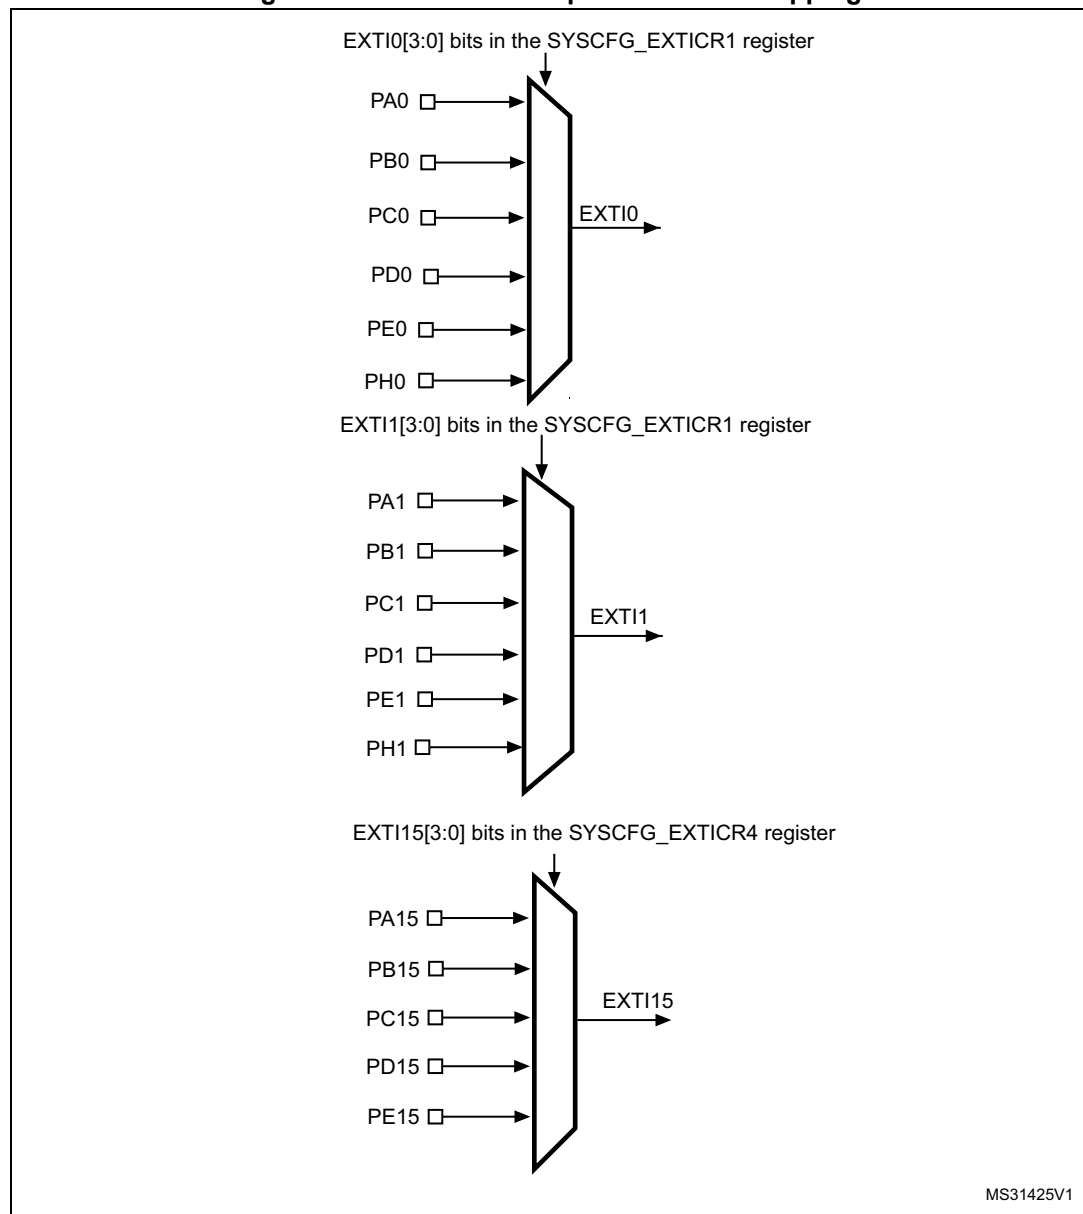 EXTI0[3:0] bits in the SYSCFG_EXTICR1 register
PA0
PB0
PC0
EXTI0
PD0
PE0
PH0
EXTI1[3:0] bits in the SYSCFG_EXTICR1 register
PA1
PB1
PC1
EXTI1
PD1
PE1
PH1
EXTI15[3:0] bits in the SYSCFG_EXTICR4 register
PA15
PB15
EXTI15
PC15
PD15
PE15
MS31425V1